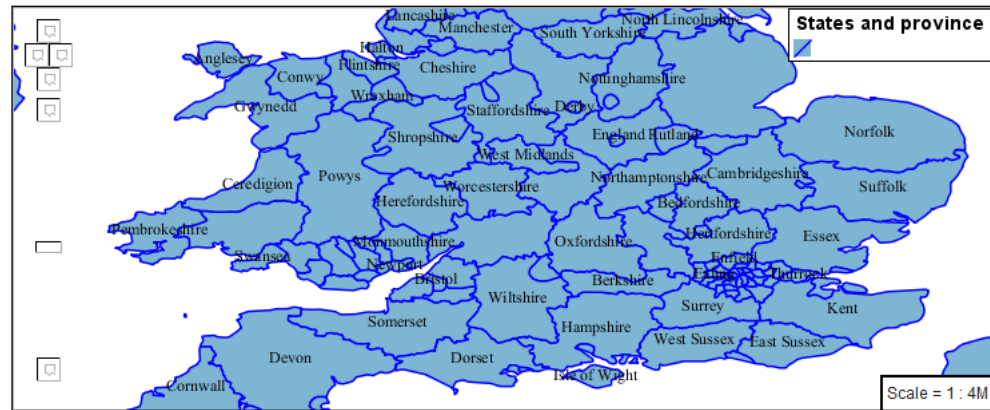 Lancashire
North Lincolnshire
Manchester
South Yorkshire
States and province
Halton
Anglesey
Flintshire
Cheshire
Conwy
Nottinghamshire
Wrexham
Gwynedd
Staffordshire
Derby
Shropshire
England
Rutland
Norfolk
West Midlands
Powys
Cambridgeshire
Northamptonshire
Ceredigion
Worcestershire
Suffolk
Herefordshire
Bedfordshire
Pembrokeshire
Hertfordshire
Essex
Monmouthshire
Oxfordshire
Swansea
Enfield
Newport
Ealing
Thurrock
Bristol
Berkshire
Wiltshire
Surrey
Kent
Somerset
Hampshire
West Sussex
East Sussex
Devon
Dorset
Isle of Wight
Cornwall
Scale = 1 : 4M